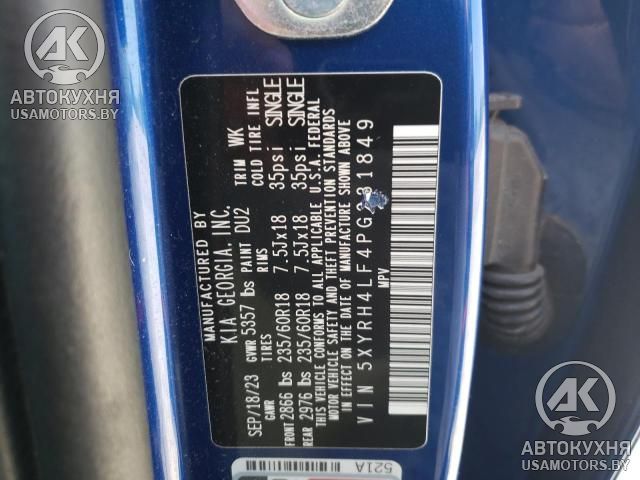 AK
АВТОКУХНЯ
USAMOTORS.BY
MANUFACTURED BY
KIA GEORGIA, INC.
SEP/18/23 GVWR 5357 lbs PAINT DU2 TRIM WK
GAWR TIRES RIMS COLD TIRE INFL
FRONT 2866 lbs 235/60R18 7.5Jx18 35psi SINGLE
REAR 2976 lbs 235/60R18 7.5Jx18 35psi SINGLE
THIS VEHICLE CONFORMS TO ALL APPLICABLE U.S.A. FEDERAL
MOTOR VEHICLE SAFETY AND THEFT PREVENTION STANDARDS
IN EFFECT ON THE DATE OF MANUFACTURE SHOWN ABOVE
MPV
521A
AK
АВТОКУХНЯ
USAMOTORS.BY